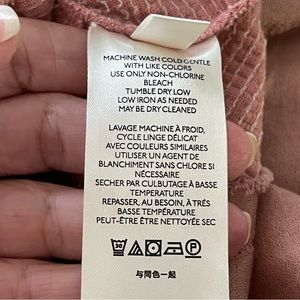 MACHINE WASH COLD GENTLE
WITH LIKE COLORS
USE ONLY NON-CHLORINE
BLEACH
TUMBLE DRY LOW
LOW IRON AS NEEDED
MAY BE DRY CLEANED
LAVAGE MACHINE À FROID,
CYCLE LINGE DÉLICAT
AVEC COULEURS SIMILAIRES
UTILISER UN AGENT DE
BLANCHIMENT SANS CHLORE SI
NÉCESSAIRE
SECHER PAR CULBUTAGE À BASSE
TEMPERATURE
REPASSER, AU BESOIN, À TRÈS
BASSE TEMPÉRATURE
PEUT-ÊTRE ÊTRE NETTOYÉE SEC
30
与同色一起